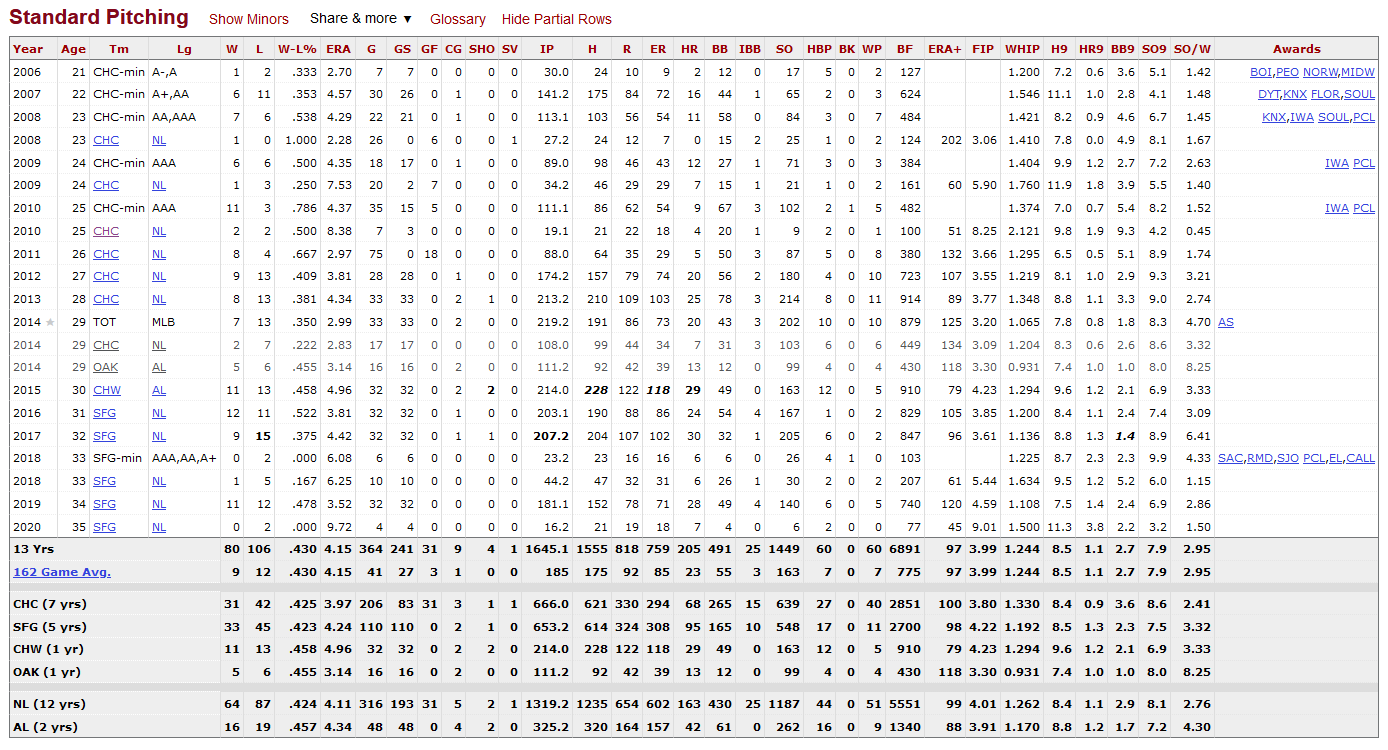 Standard Pitching Show Minors Share & more ▼ Glossary Hide Partial Rows
Year Age Tm Lg W L W-L% ERA G GS GF CG SHO SV IP H R ER HR BB IBB SO HBP BK WP BF ERA+ FIP WHIP H9 HR9 BB9 SO9 SO/W Awards
2006 21 CHC-min A-,A 1 2 .333 2.70 7 7 0 0 0 0 30.0 24 10 9 2 12 0 17 5 0 2 127 1.200 7.2 0.6 3.6 5.1 1.42 BOI,PEO NORW,MIDW
2007 22 CHC-min A+,AA 6 11 .353 4.57 30 26 0 1 0 0 141.2 175 84 72 16 44 1 65 2 0 3 624 1.546 11.1 1.0 2.8 4.1 1.48 DYT,KNX FLOR,SOUL
2008 23 CHC-min AA,AAA 7 6 .538 4.29 22 21 0 1 0 0 113.1 103 56 54 11 58 0 84 3 0 7 484 1.421 8.2 0.9 4.6 6.7 1.45 KNX,IWA SOUL,PCL
2008 23 CHC NL 1 0 1.000 2.28 26 0 6 0 0 1 27.2 24 12 7 0 15 2 25 1 0 2 124 202 3.06 1.410 7.8 0.0 4.9 8.1 1.67
2009 24 CHC-min AAA 6 6 .500 4.35 18 17 0 1 0 0 89.0 98 46 43 12 27 1 71 3 0 3 384 1.404 9.9 1.2 2.7 7.2 2.63 IWA PCL
2009 24 CHC NL 1 3 .250 7.53 20 2 7 0 0 0 34.2 46 29 29 7 15 1 21 1 0 2 161 60 5.90 1.760 11.9 1.8 3.9 5.5 1.40
2010 25 CHC-min AAA 11 3 .786 4.37 35 15 5 0 0 0 111.1 86 62 54 9 67 3 102 2 1 5 482 1.374 7.0 0.7 5.4 8.2 1.52 IWA PCL
2010 25 CHC NL 2 2 .500 8.38 7 3 0 0 0 0 19.1 21 22 18 4 20 1 9 2 0 1 100 51 8.25 2.121 9.8 1.9 9.3 4.2 0.45
2011 26 CHC NL 8 4 .667 2.97 75 0 18 0 0 0 88.0 64 35 29 5 50 3 87 5 0 8 380 132 3.66 1.295 6.5 0.5 5.1 8.9 1.74
2012 27 CHC NL 9 13 .409 3.81 28 28 0 1 0 0 174.2 157 79 74 20 56 2 180 4 0 10 723 107 3.55 1.219 8.1 1.0 2.9 9.3 3.21
2013 28 CHC NL 8 13 .381 4.34 33 33 0 2 1 0 213.2 210 109 103 25 78 3 214 8 0 11 914 89 3.77 1.348 8.8 1.1 3.3 9.0 2.74
2014 ★ 29 TOT MLB 7 13 .350 2.99 33 33 0 2 0 0 219.2 191 86 73 20 43 3 202 10 0 10 879 125 3.20 1.065 7.8 0.8 1.8 8.3 4.70 AS
2014 29 CHC NL 2 7 .222 2.83 17 17 0 0 0 0 108.0 99 44 34 7 31 3 103 6 0 6 449 134 3.09 1.204 8.3 0.6 2.6 8.6 3.32
2014 29 OAK AL 5 6 .455 3.14 16 16 0 2 0 0 111.2 92 42 39 13 12 0 99 4 0 4 430 118 3.30 0.931 7.4 1.0 1.0 8.0 8.25
2015 30 CHW AL 11 13 .458 4.96 32 32 0 2 2 0 214.0 228 122 118 29 49 0 163 12 0 5 910 79 4.23 1.294 9.6 1.2 2.1 6.9 3.33
2016 31 SFG NL 12 11 .522 3.81 32 32 0 1 0 0 203.1 190 88 86 24 54 4 167 1 0 2 829 105 3.85 1.200 8.4 1.1 2.4 7.4 3.09
2017 32 SFG NL 9 15 .375 4.42 32 32 0 1 1 0 207.2 204 107 102 30 32 1 205 6 0 2 847 96 3.61 1.136 8.8 1.3 1.4 8.9 6.41
2018 33 SFG-min AAA,AA,A+ 0 2 .000 6.08 6 6 0 0 0 0 23.2 23 16 16 6 6 0 26 4 1 0 103 1.225 8.7 2.3 2.3 9.9 4.33 SAC,RMD,SJO PCL,EL,CALL
2018 33 SFG NL 1 5 .167 6.25 10 10 0 0 0 0 44.2 47 32 31 6 26 1 30 2 0 2 207 61 5.44 1.634 9.5 1.2 5.2 6.0 1.15
2019 34 SFG NL 11 12 .478 3.52 32 32 0 0 0 0 181.1 152 78 71 28 49 4 140 6 0 5 740 120 4.59 1.108 7.5 1.4 2.4 6.9 2.86
2020 35 SFG NL 0 2 .000 9.72 4 4 0 0 0 0 16.2 21 19 18 7 4 0 6 2 0 0 77 45 9.01 1.500 11.3 3.8 2.2 3.2 1.50
13 Yrs 80 106 .430 4.15 364 241 31 9 4 1 1645.1 1555 818 759 205 491 25 1449 60 0 60 6891 97 3.99 1.244 8.5 1.1 2.7 7.9 2.95
162 Game Avg. 9 12 .430 4.15 41 27 3 1 0 0 185 175 92 85 23 55 3 163 7 0 7 775 97 3.99 1.244 8.5 1.1 2.7 7.9 2.95
CHC (7 yrs) 31 42 .425 3.97 206 83 31 3 1 1 666.0 621 330 294 68 265 15 639 27 0 40 2851 100 3.80 1.330 8.4 0.9 3.6 8.6 2.41
SFG (5 yrs) 33 45 .423 4.24 110 110 0 2 1 0 653.2 614 324 308 95 165 10 548 17 0 11 2700 98 4.22 1.192 8.5 1.3 2.3 7.5 3.32
CHW (1 yr) 11 13 .458 4.96 32 32 0 2 2 0 214.0 228 122 118 29 49 0 163 12 0 5 910 79 4.23 1.294 9.6 1.2 2.1 6.9 3.33
OAK (1 yr) 5 6 .455 3.14 16 16 0 2 0 0 111.2 92 42 39 13 12 0 99 4 0 4 430 118 3.30 0.931 7.4 1.0 1.0 8.0 8.25
NL (12 yrs) 64 87 .424 4.11 316 193 31 5 2 1 1319.2 1235 654 602 163 430 25 1187 44 0 51 5551 99 4.01 1.262 8.4 1.1 2.9 8.1 2.76
AL (2 yrs) 16 19 .457 4.34 48 48 0 4 2 0 325.2 320 164 157 42 61 0 262 16 0 9 1340 88 3.91 1.170 8.8 1.2 1.7 7.2 4.30